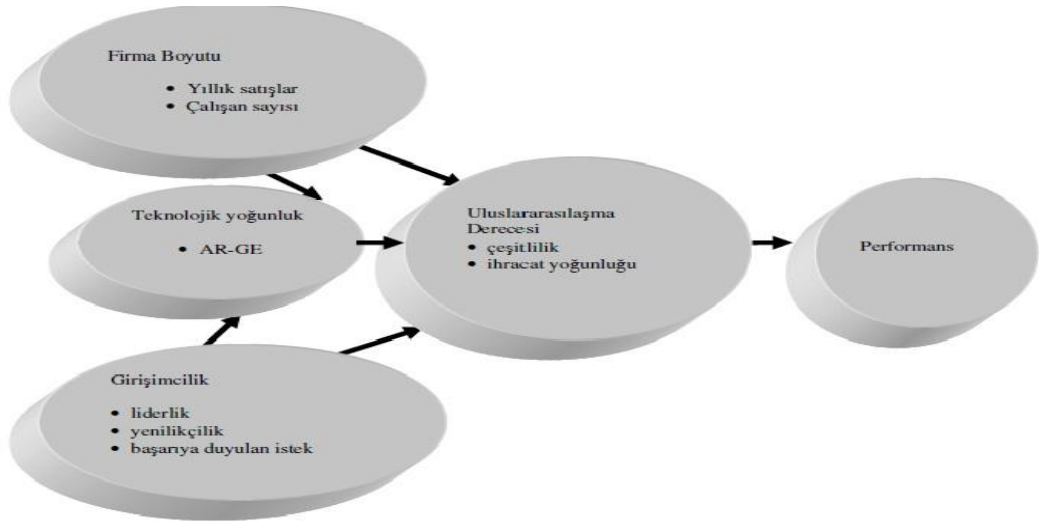 Firma Boyutu
• Yıllık satışlar
• Çalışan sayısı
Teknolojik yoğunluk
• AR-GE
Uluslararasılaşma
Derecesi
• çeşitlilik
• ihracat yoğunluğu
Performans
Girişimcilik
• liderlik
• yenilikçilik
• başarıya duyulan istek